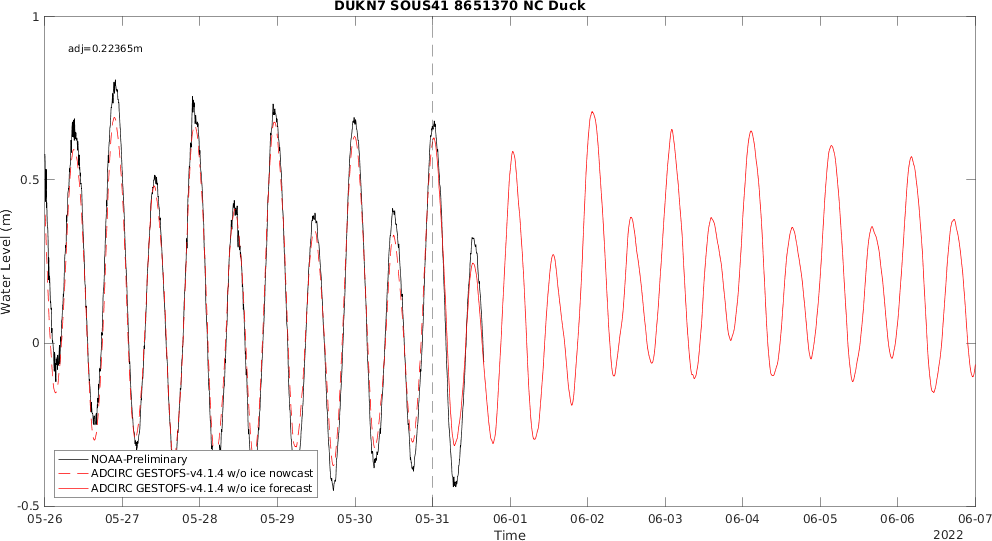 DUKN7 SOUS41 8651370 NC Duck
1
adj=0.22365m
0.5
Water Level (m)
0
NOAA-Preliminary
ADCIRC GESTOFS-v4.1.4 w/o ice nowcast
ADCIRC GESTOFS-v4.1.4 w/o ice forecast
-0.5
05-26 05-27 05-28 05-29 05-30 05-31 06-01 06-02 06-03 06-04 06-05 06-06 06-07
Time
2022